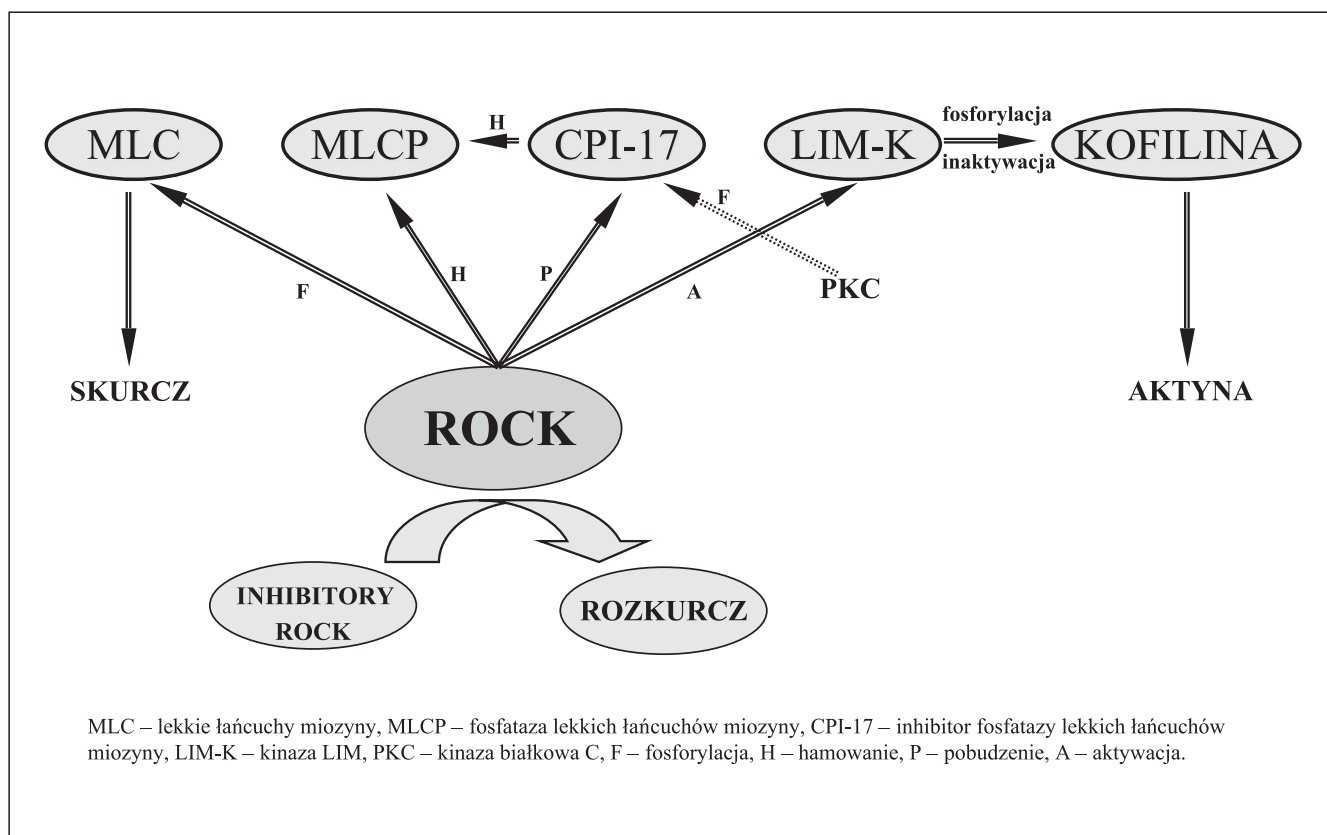 MLC
MLCP
H
CPI-17
LIM-K
fosforylacja
inaktywacja
KOFILINA
F
H
P
A
F
PKC
SKURCZ
ROCK
AKTYNA
INHIBITORY
ROCK
ROZKURCZ
MLC – lekkie łańcuchy miozyny, MLCP – fosfataza lekkich łańcuchów miozyny, CPI-17 – inhibitor fosfatazy lekkich łańcuchów
miozyny, LIM-K – kinaza LIM, PKC – kinaza białkowa C, F – fosforylacja, H – hamowanie, P – pobudzenie, A – aktywacja.